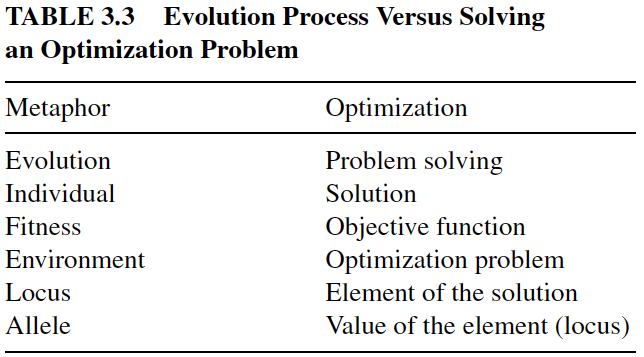 TABLE 3.3 Evolution Process Versus Solving
an Optimization Problem
Metaphor Optimization
Evolution Problem solving
Individual Solution
Fitness Objective function
Environment Optimization problem
Locus Element of the solution
Allele Value of the element (locus)